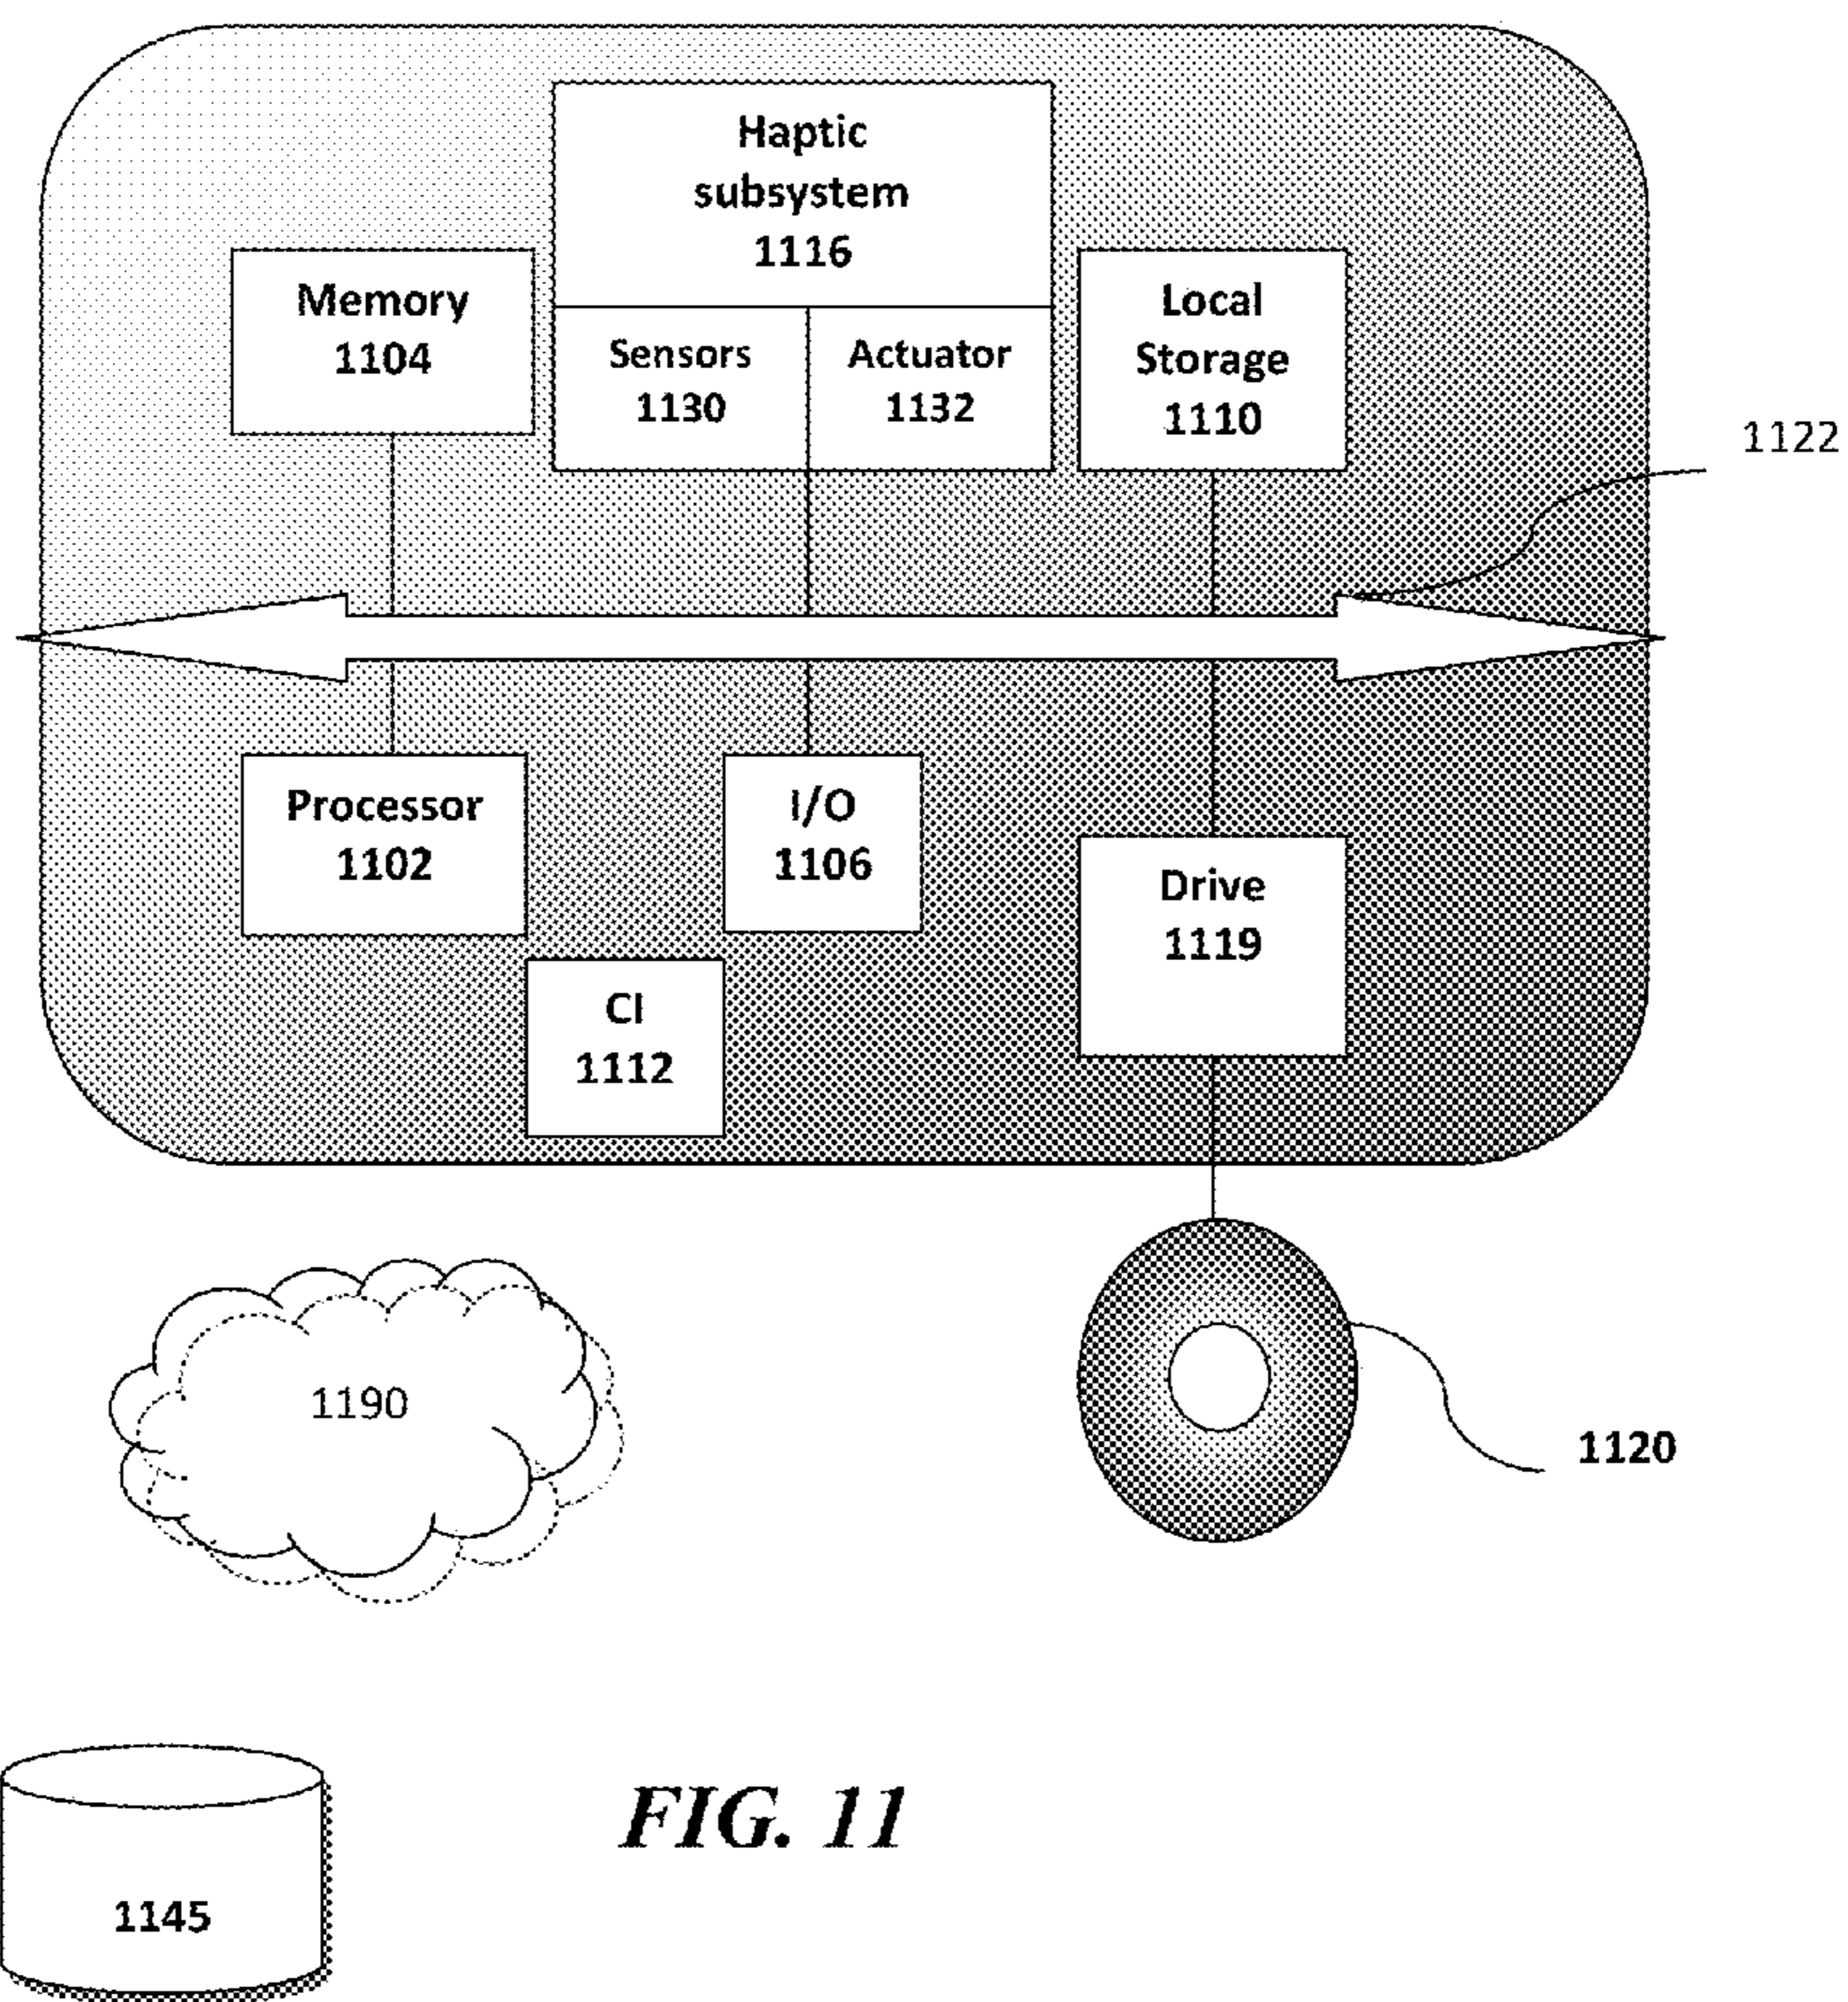 Haptic
subsystem
1116
Memory
1104
Sensors
1130
Actuator
1132
Local
Storage
1110
1122
Processor
1102
I/O
1106
Drive
1119
CI
1112
1190
1120
FIG. 11
1145